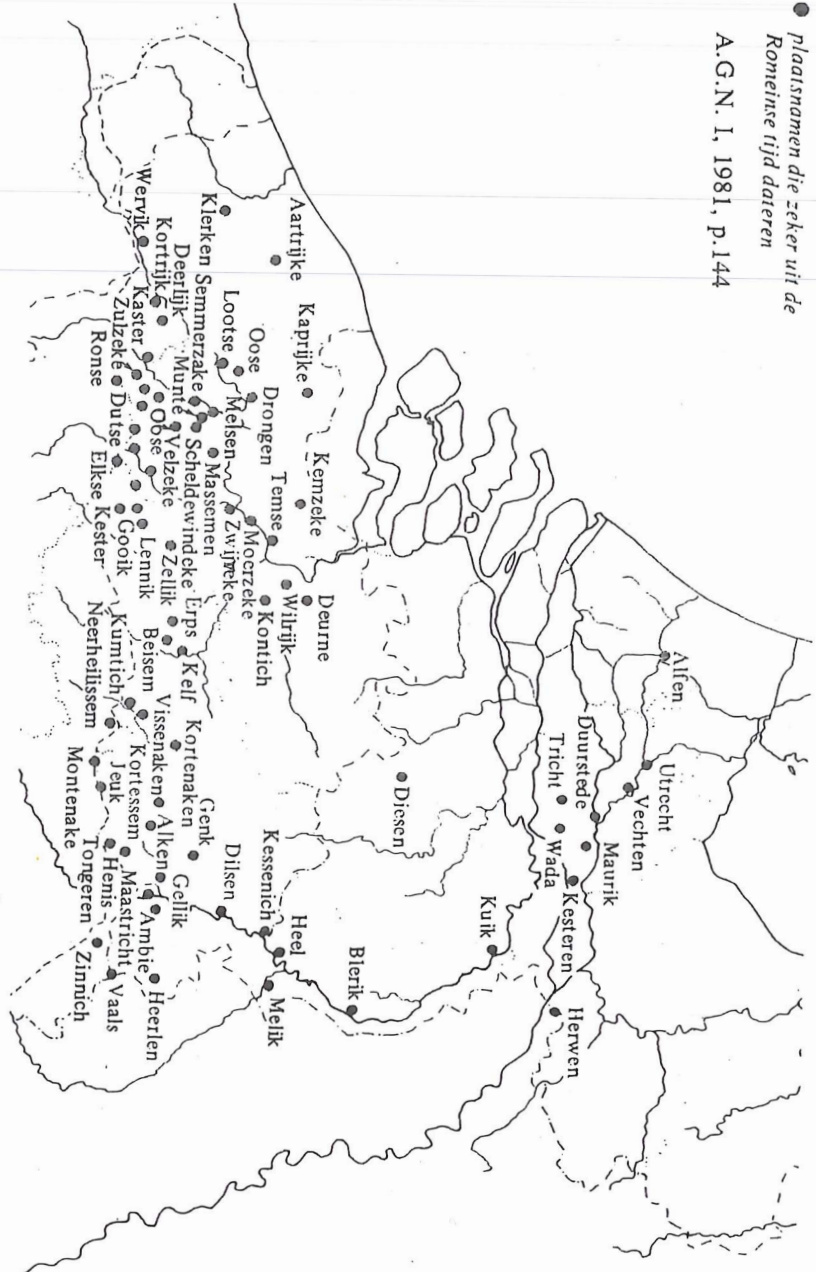 plaatsnamen die zeker uit de
Romeinse tijd dateren
A.G.N. I, 1981, p.144
Alfen
Utrecht
Vechten
Duurstede
Maurik
Tricht
Wada
Kesteren
Herwen
Kuik
Diesen
Blerik
Heel
Kessenich
Melik
Dilsen
Aartrijke
Kaprijke
Kemzeke
Deurne
Wilrijk
Kontich
Temse
Moerzeke
Zwijveke
Drongen
Oose
Lootse
Melsen
Massemen
Klerken
Semmerzake
Scheldewindeke
Deerlijk
Munte
Velzeke
Kortrijk
Oose
Wervik
Kaster
Zulzeke
Ronse
Dutse
Elkse
Kester
Gooik
Lennik
Zellik
Erps
Kelf
Kortenaken
Genk
Gellik
Beisem
Vissenaken
Alken
Kumtich
Kortessem
Neerheilissem
Jeuk
Montenake
Maastricht
Ambie
Heerlen
Henis
Tongeren
Vaals
Zinnich